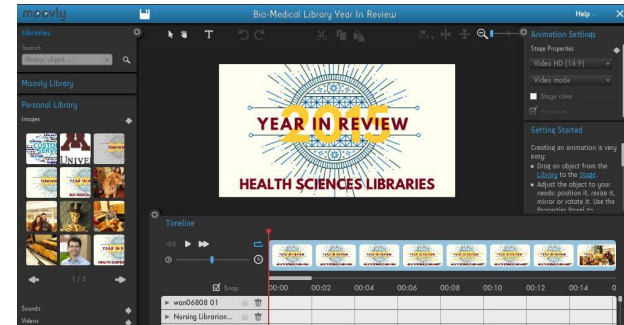 moovly
Bio-Medical Library Year In Review
Help
Libraries
Search
library, object, ...
Moovly Library
Personal Library
Images
UNIVE
1 / 3
Sounds
Videos
T
YEAR IN REVIEW
2015
HEALTH SCIENCES LIBRARIES
Animation Settings
Stage Properties
Video HD (16:9)
Video mode
Stage color
Getting Started
Creating an animation is very
easy:
• Drag an object from the
Library to the Stage.
• Adjust the object to your
needs: position it, resize it,
mirror or rotate it. Use the
Properties Panel to
Timeline
Snap
00:00 00:02 00:04 00:06 00:08 00:10 00:12 00:14 0
wan06808 01
Nursing Librarian...